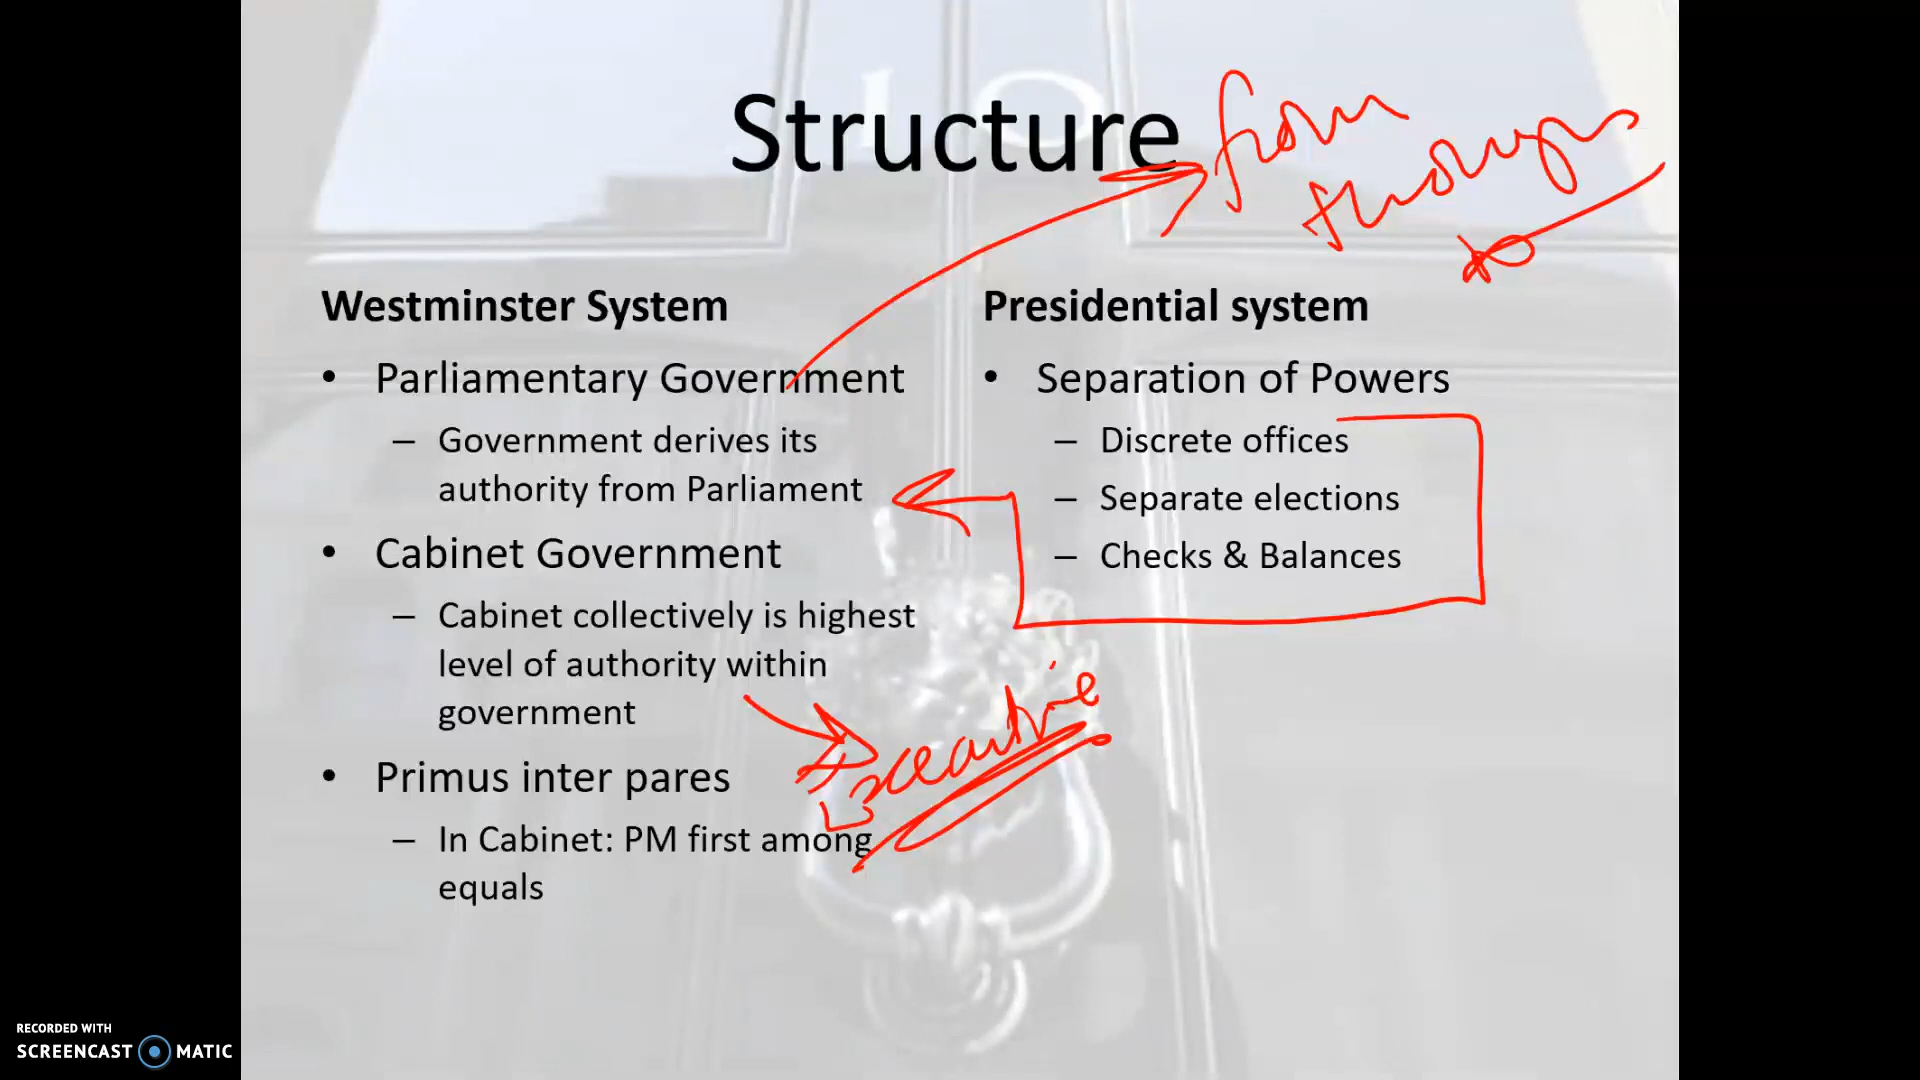 10
Structure
from
through
Westminster System
• Parliamentary Government
– Government derives its
authority from Parliament
• Cabinet Government
– Cabinet collectively is highest
level of authority within
government
• Primus inter pares
– In Cabinet: PM first among
equals
Executive
Presidential system
• Separation of Powers
– Discrete offices
– Separate elections
– Checks & Balances
RECORDED WITH
SCREENCAST MATIC